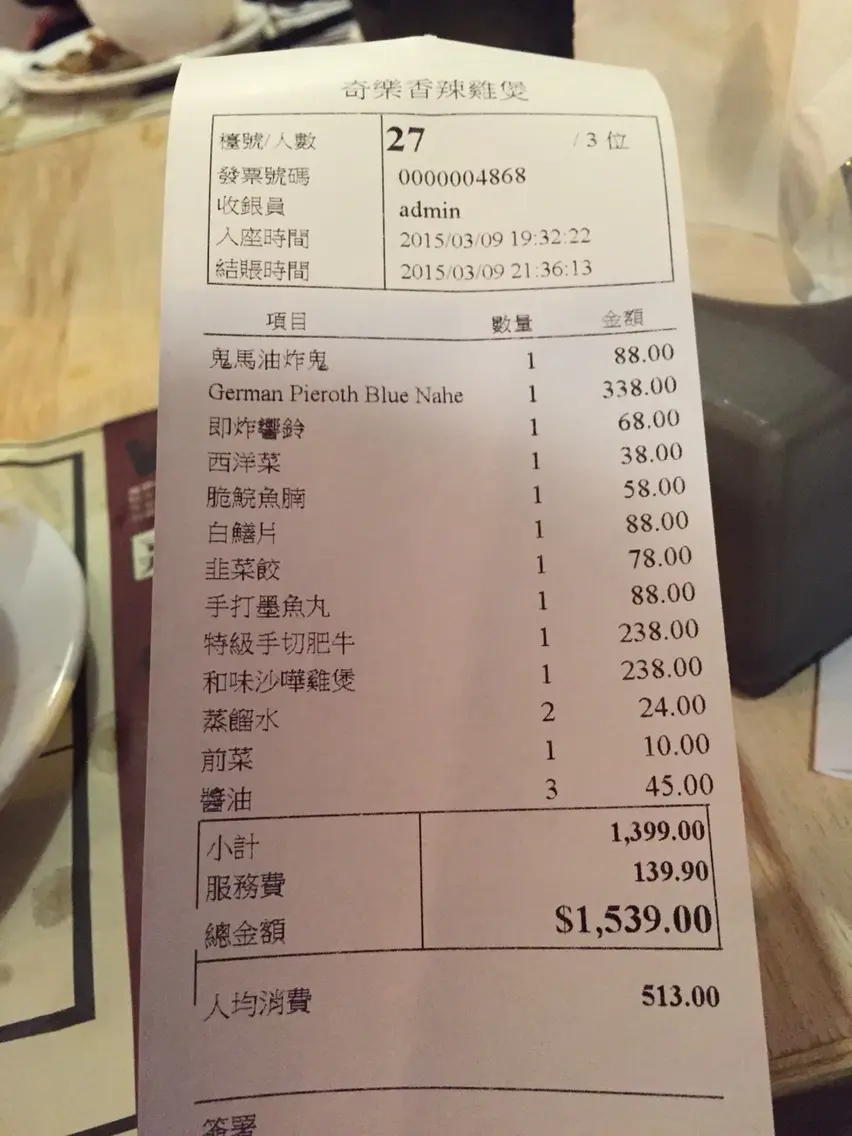 奇樂香辣雞煲
檯號/人數 27 / 3 位
發票號碼 0000004868
收銀員 admin
入座時間 2015/03/09 19:32:22
結賬時間 2015/03/09 21:36:13
項目 數量 金額
鬼馬油炸鬼 1 88.00
German Pieroth Blue Nahe 1 338.00
即炸響鈴 1 68.00
西洋菜 1 38.00
脆鯇魚腩 1 58.00
白鱔片 1 88.00
韭菜餃 1 78.00
手打墨魚丸 1 88.00
特級手切肥牛 1 238.00
和味沙嘩雞煲 1 238.00
蒸餾水 2 24.00
前菜 1 10.00
醬油 3 45.00
小計 1,399.00
服務費 139.90
總金額 $1,539.00
人均消費 513.00
簽署